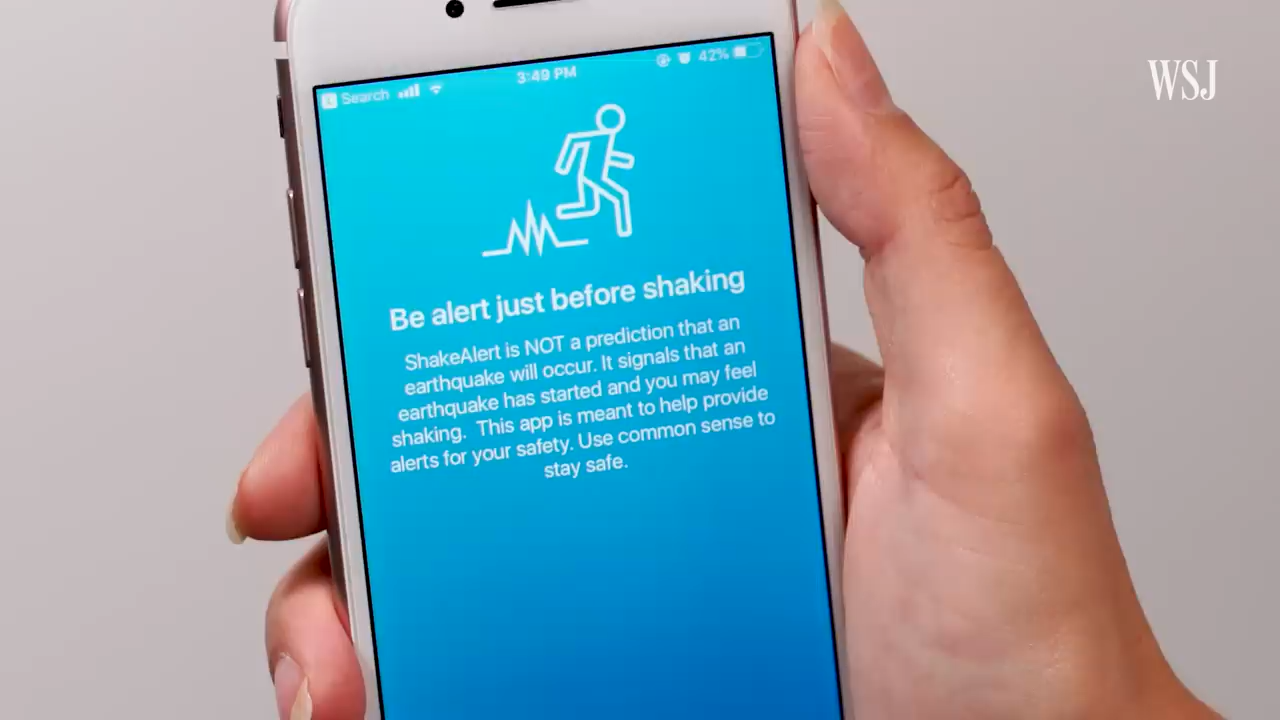 WSJ
Search
3:49 PM
42%
Be alert just before shaking
ShakeAlert is NOT a prediction that an
earthquake will occur. It signals that an
earthquake has started and you may feel
shaking.  This app is meant to help provide
alerts for your safety. Use common sense to
stay safe.